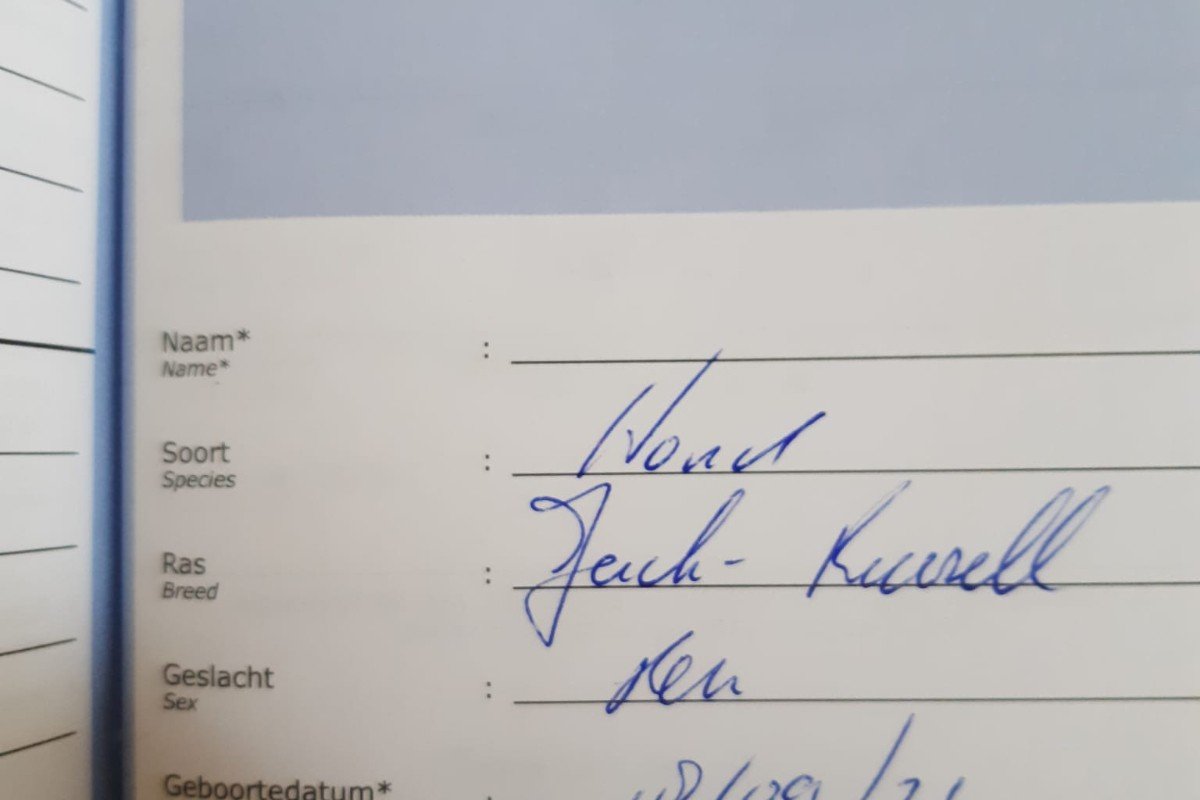 Naam* :
Name*
Soort : Hond
Species
Ras : Jack-Russell
Breed
Geslacht : Reu
Sex
Geboortedatum* :